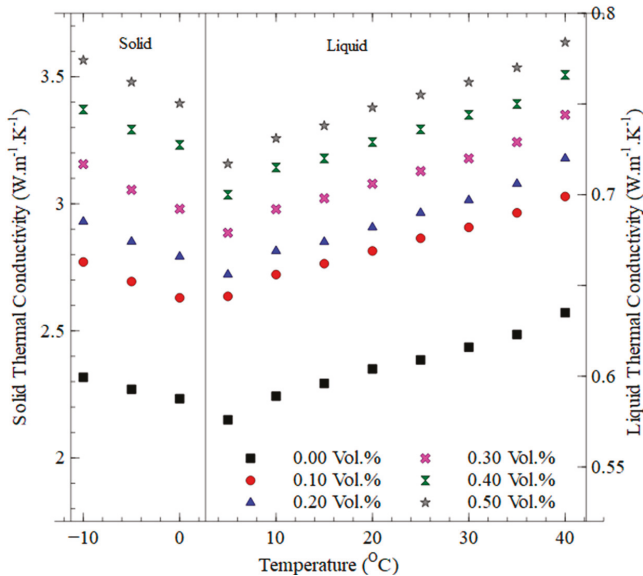 Solid
Liquid
Solid Thermal Conductivity (W.m-1.K-1)
3.5
3
2.5
2
0.8
0.7
0.6
0.55
Liquid Thermal Conductivity (W.m-1.K-1)
0.00 Vol.%
0.30 Vol.%
0.10 Vol.%
0.40 Vol.%
0.20 Vol.%
0.50 Vol.%
−10 0 10 20 30 40
Temperature (OC)